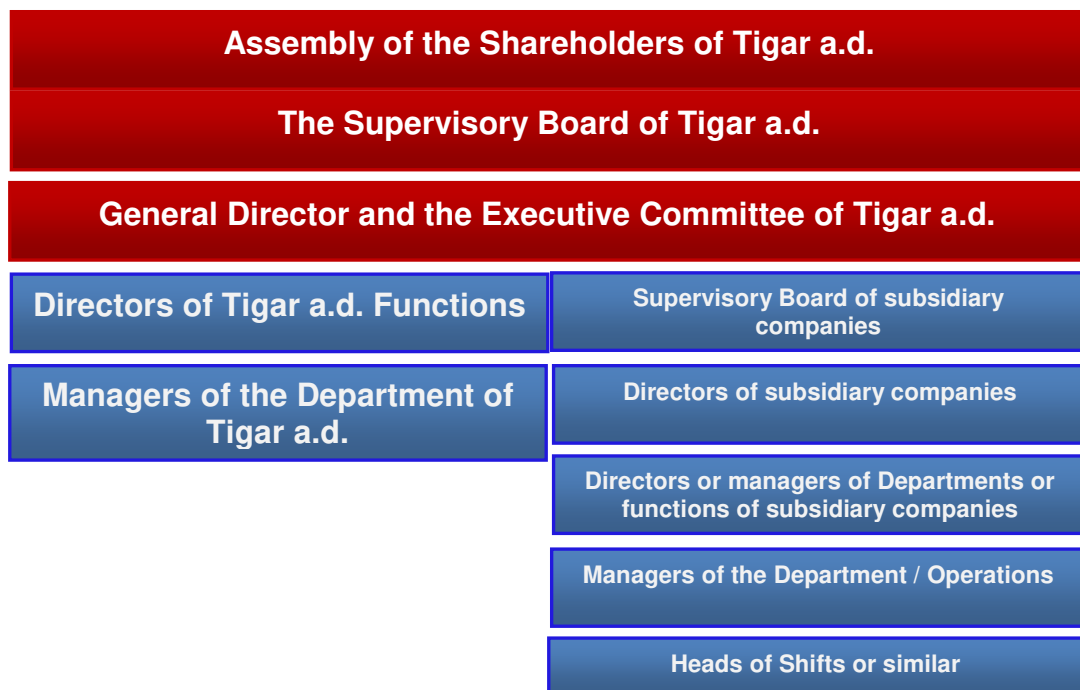 Assembly of the Shareholders of Tigar a.d.
The Supervisory Board of Tigar a.d.
General Director and the Executive Committee of Tigar a.d.
Directors of Tigar a.d. Functions
Managers of the Department of
Tigar a.d.
Supervisory Board of subsidiary
companies
Directors of subsidiary companies
Directors or managers of Departments or
functions of subsidiary companies
Managers of the Department / Operations
Heads of Shifts or similar